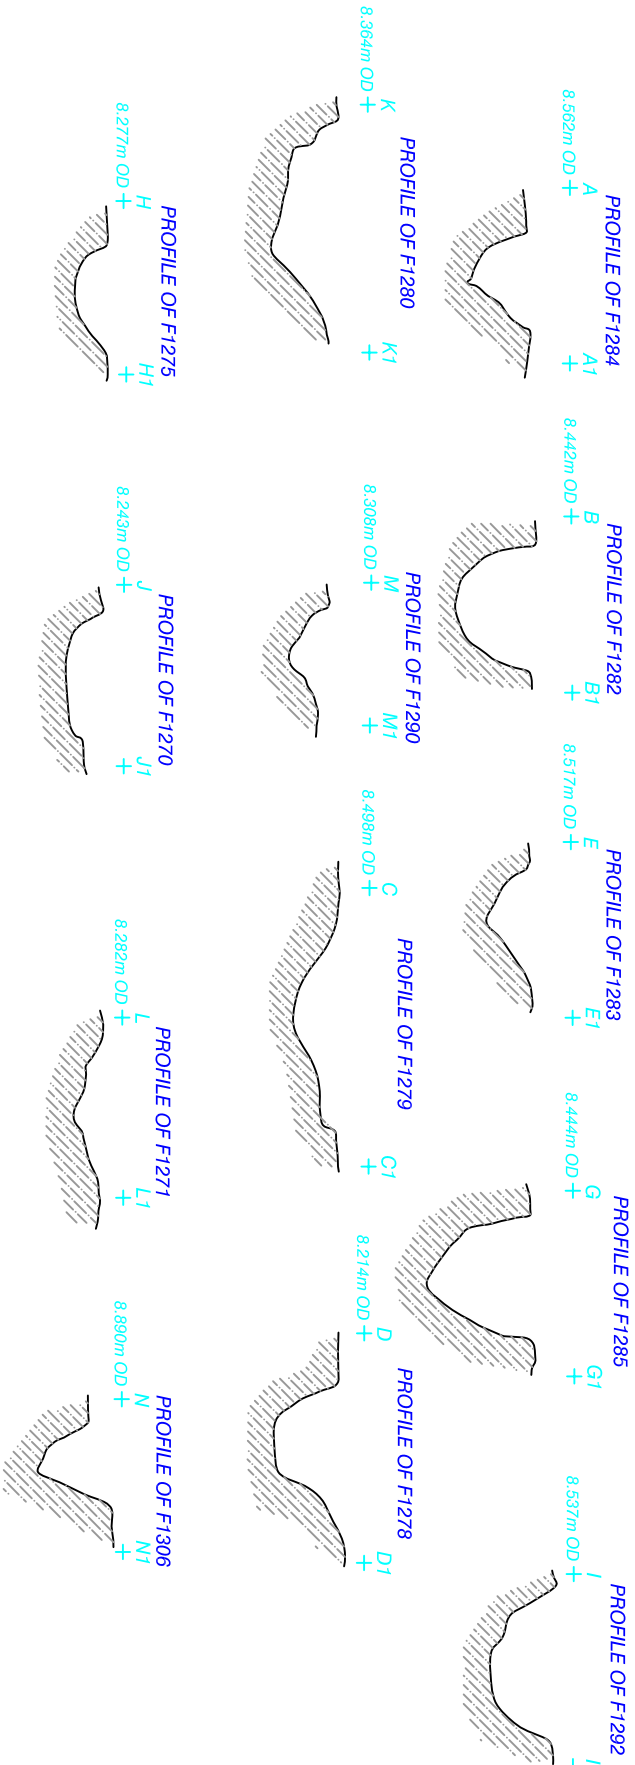 PROFILE OF F1284
A A1
8.562m OD
PROFILE OF F1282
B B1
8.442m OD
PROFILE OF F1283
E E1
8.517m OD
PROFILE OF F1285
G G1
8.444m OD
PROFILE OF F1292
I I
8.537m OD
PROFILE OF F1280
K K1
8.364m OD
PROFILE OF F1290
M M1
8.308m OD
PROFILE OF F1279
C C1
8.498m OD
PROFILE OF F1278
D D1
8.214m OD
PROFILE OF F1275
H H1
8.277m OD
PROFILE OF F1270
J J1
8.243m OD
PROFILE OF F1271
L L1
8.282m OD
PROFILE OF F1306
N N1
8.890m OD